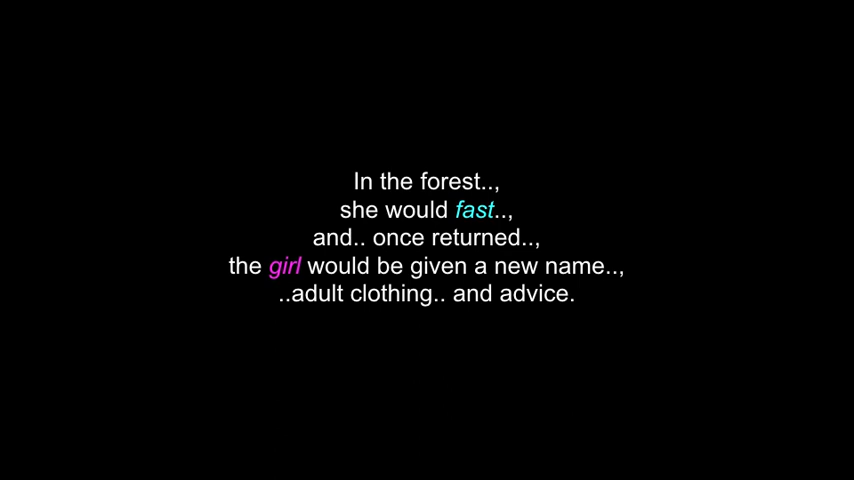 In the forest..,
she would fast..,
and.. once returned..,
the girl would be given a new name..,
..adult clothing.. and advice.